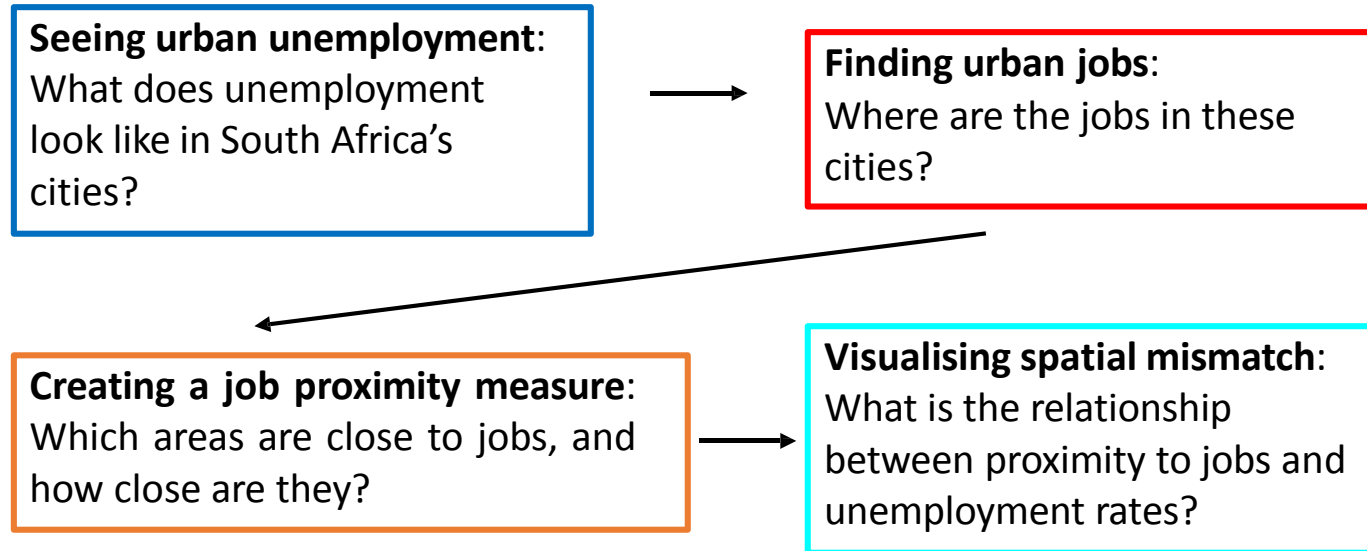 Seeing urban unemployment:
What does unemployment
look like in South Africa’s
cities?
Finding urban jobs:
Where are the jobs in these
cities?
Creating a job proximity measure:
Which areas are close to jobs, and
how close are they?
Visualising spatial mismatch:
What is the relationship
between proximity to jobs and
unemployment rates?